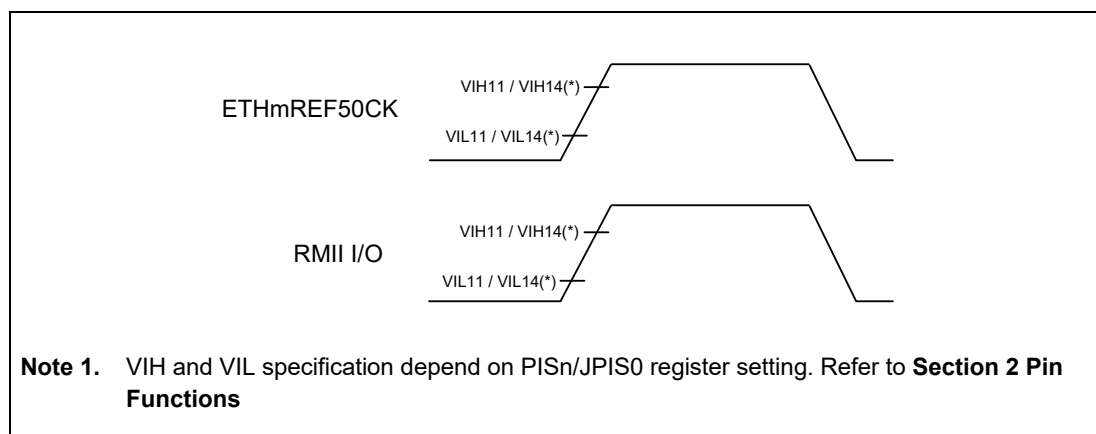 VIH11 / VIH14(*)
ETHmREF50CK
VIL11 / VIL14(*)
VIH11 / VIH14(*)
RMII I/O
VIL11 / VIL14(*)
Note 1. VIH and VIL specification depend on PISn/JPIS0 register setting. Refer to Section 2 Pin
Functions